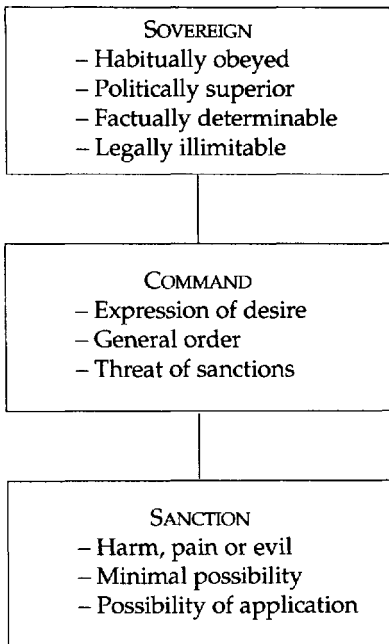 SOVEREIGN
– Habitually obeyed
– Politically superior
– Factually determinable
– Legally illimitable
COMMAND
– Expression of desire
– General order
– Threat of sanctions
SANCTION
– Harm, pain or evil
– Minimal possibility
– Possibility of application